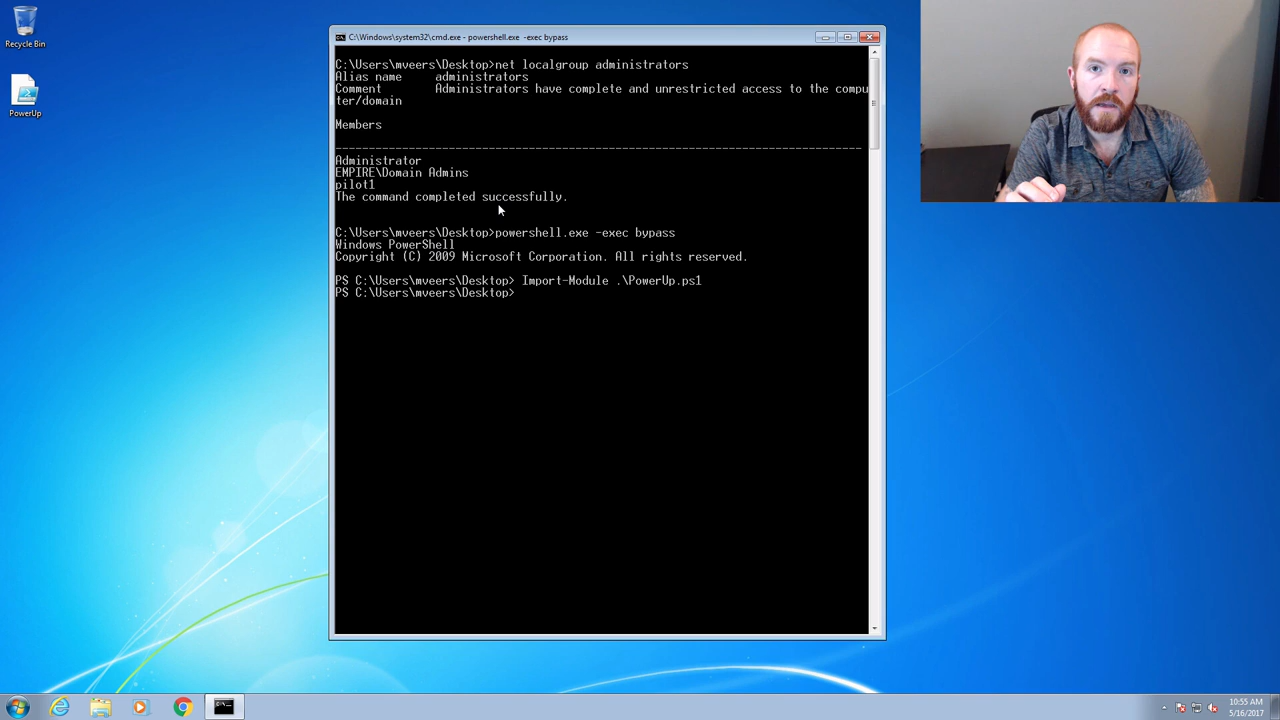 Recycle Bin
PowerUp
C:\Windows\system32\cmd.exe - powershell.exe  -exec bypass
C:\Users\mveers\Desktop>net localgroup administrators
Alias name     administrators
Comment        Administrators have complete and unrestricted access to the compu
ter/domain
Members
-------------------------------------------------------------------------------
Administrator
EMPIRE\Domain Admins
pilot1
The command completed successfully.
C:\Users\mveers\Desktop>powershell.exe -exec bypass
Windows PowerShell
Copyright (C) 2009 Microsoft Corporation. All rights reserved.
PS C:\Users\mveers\Desktop> Import-Module .\PowerUp.ps1
PS C:\Users\mveers\Desktop>
10:55 AM
5/16/2017